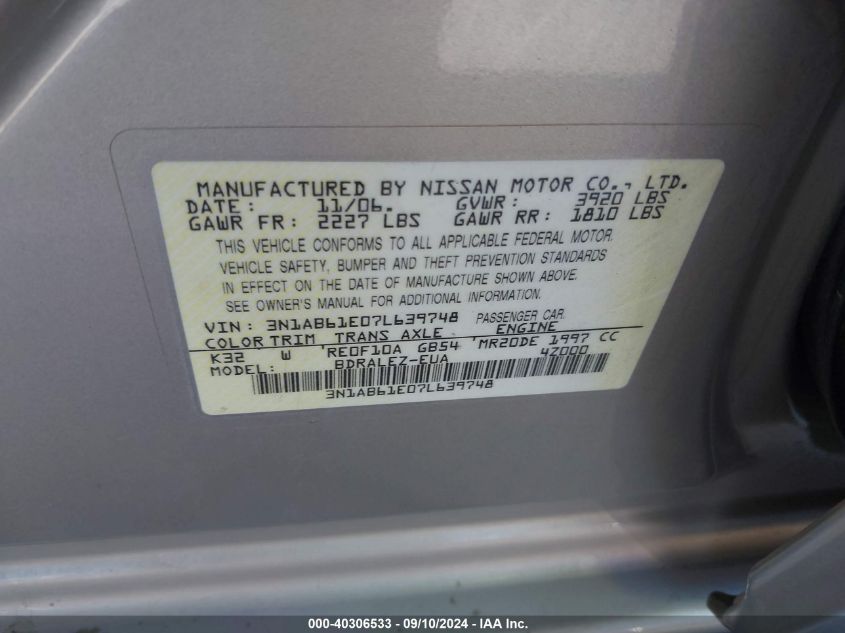 MANUFACTURED BY NISSAN MOTOR CO., LTD.
DATE: 11/06. GVWR: 3920 LBS
GAWR FR: 2227 LBS GAWR RR: 1810 LBS
THIS VEHICLE CONFORMS TO ALL APPLICABLE FEDERAL MOTOR
VEHICLE SAFETY, BUMPER AND THEFT PREVENTION STANDARDS
IN EFFECT ON THE DATE OF MANUFACTURE SHOWN ABOVE.
SEE OWNER'S MANUAL FOR ADDITIONAL INFORMATION.
VIN: 3N1AB61E07L639748 PASSENGER CAR
COLOR TRIM TRANS AXLE ENGINE
K32 W RE0F10A GB54 MR20DE 1997 CC
MODEL: BDRALEZ-EUA 4Z000
3N1AB61E07L639748
000-40306533 - 09/10/2024 - IAA Inc.